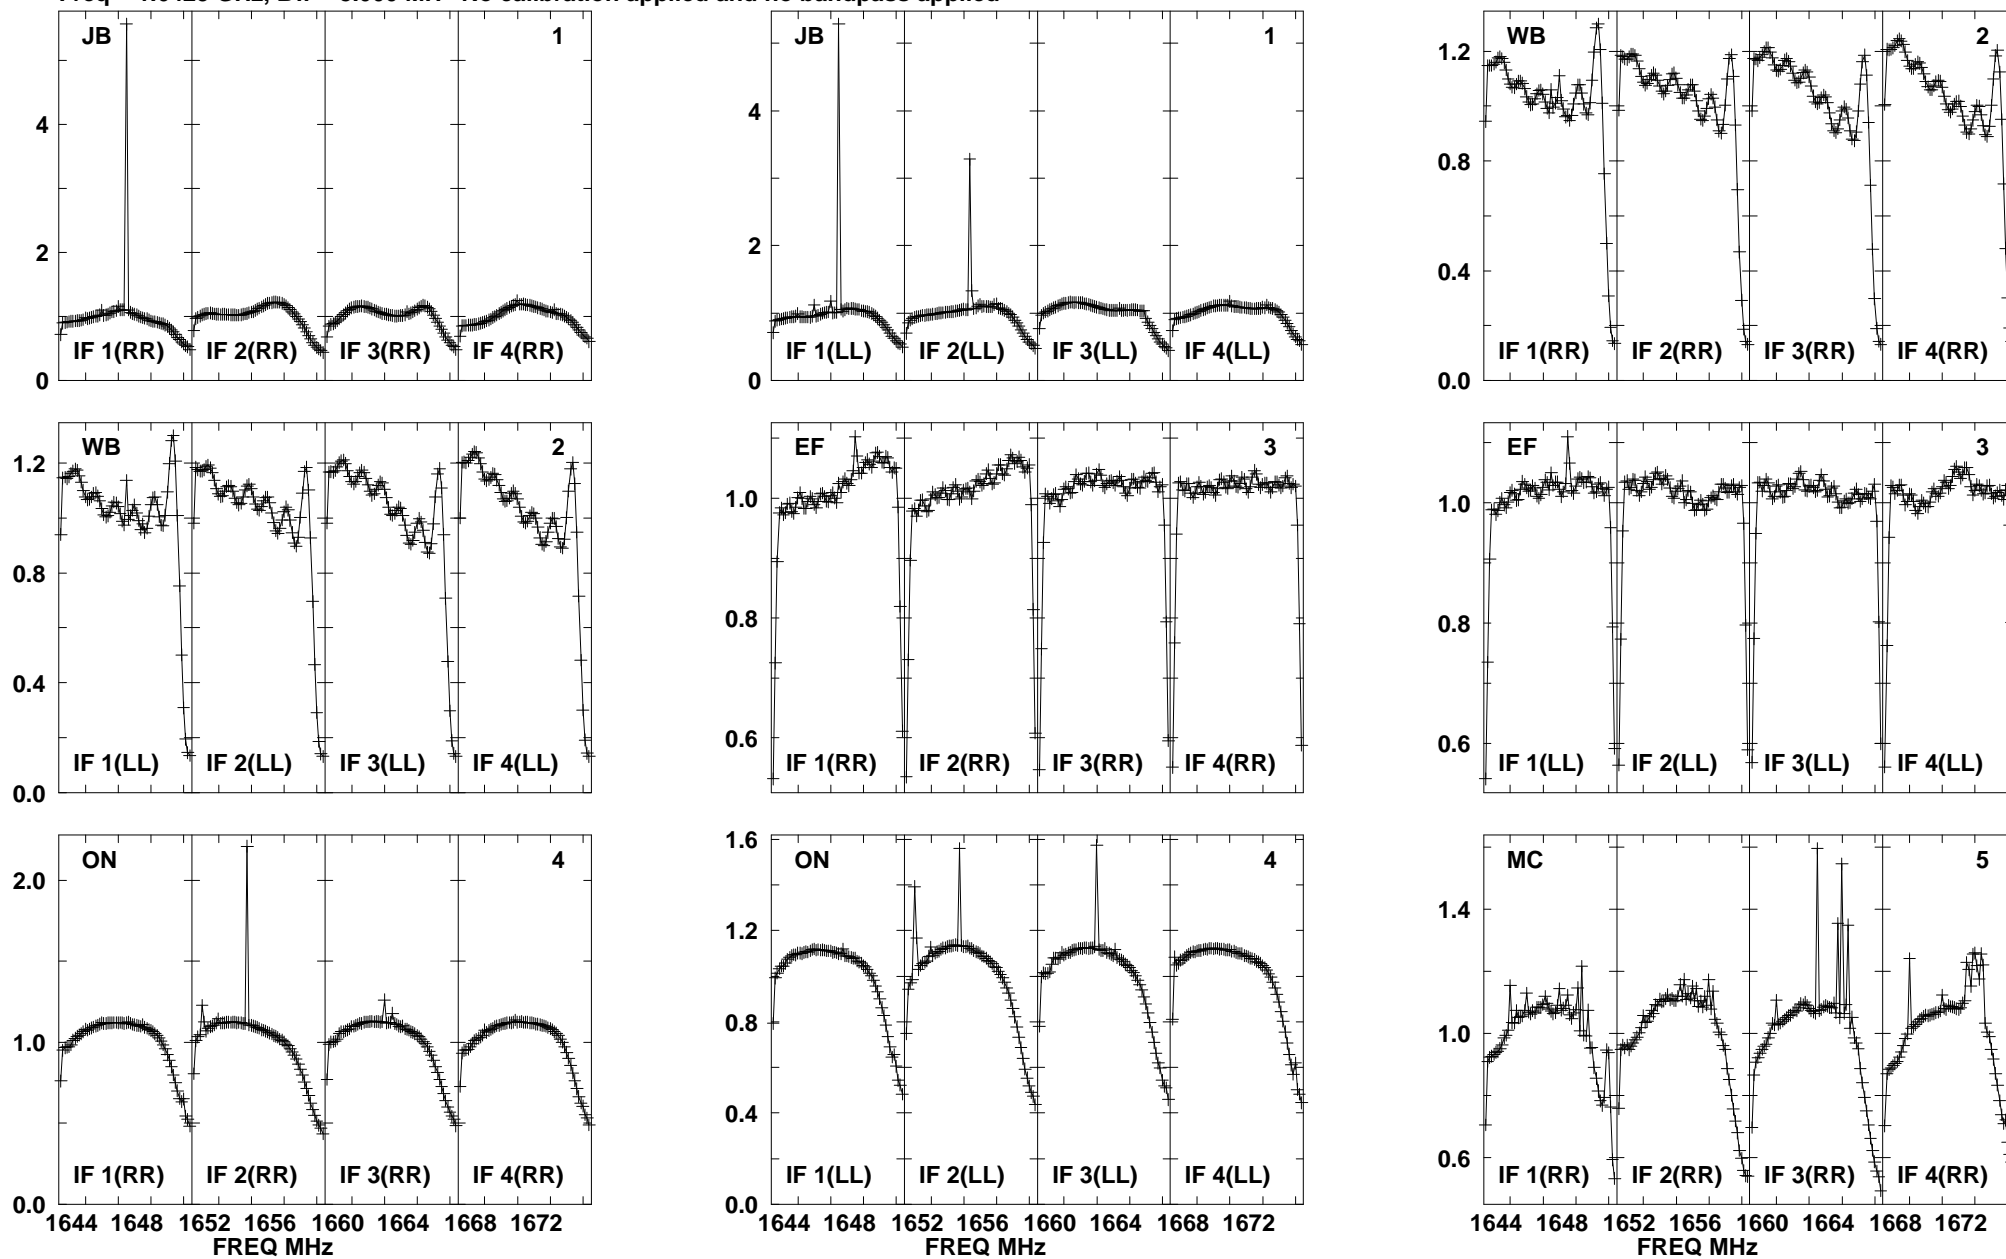 JB 1
4
2
0
IF 1(RR) IF 2(RR) IF 3(RR) IF 4(RR)
JB 1
4
2
0
IF 1(LL) IF 2(LL) IF 3(LL) IF 4(LL)
WB 2
1.2
0.8
0.4
0.0
IF 1(RR) IF 2(RR) IF 3(RR) IF 4(RR)
WB 2
1.2
0.8
0.4
0.0
IF 1(LL) IF 2(LL) IF 3(LL) IF 4(LL)
EF 3
1.0
0.8
0.6
IF 1(RR) IF 2(RR) IF 3(RR) IF 4(RR)
EF 3
1.0
0.8
0.6
IF 1(LL) IF 2(LL) IF 3(LL) IF 4(LL)
ON 4
2.0
1.0
0.0
IF 1(RR) IF 2(RR) IF 3(RR) IF 4(RR)
1644 1648 1652 1656 1660 1664 1668 1672
FREQ MHz
ON 4
1.6
1.2
0.8
0.4
0.0
IF 1(LL) IF 2(LL) IF 3(LL) IF 4(LL)
1644 1648 1652 1656 1660 1664 1668 1672
FREQ MHz
MC 5
1.4
1.0
0.6
IF 1(RR) IF 2(RR) IF 3(RR) IF 4(RR)
1644 1648 1652 1656 1660 1664 1668 1672
FREQ MHz